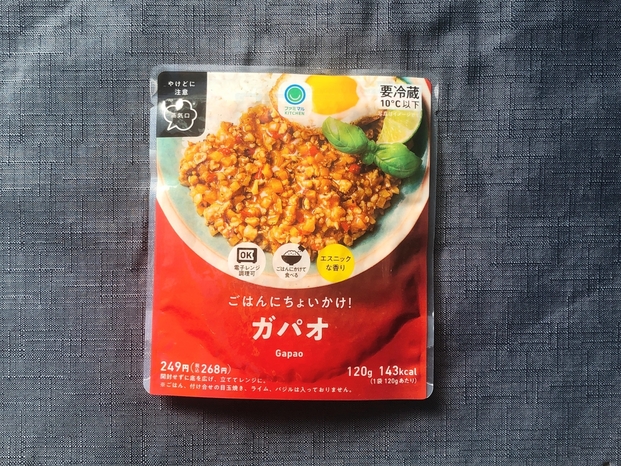 やけどに
注意
蒸気口
ファミマル
KITCHEN
要冷蔵
10°C以下
OK
電子レンジ
調理可
ごはんにかけて
食べる
エスニック
な香り
ごはんにちょいかけ!
ガパオ
Gapao
249円(税込268円)
120g 143kcal
(1袋 120gあたり)
開封せずに底を広げ、立ててレンジに。
※ごはん、付け合せの目玉焼き、ライム、バジルは入っておりません。